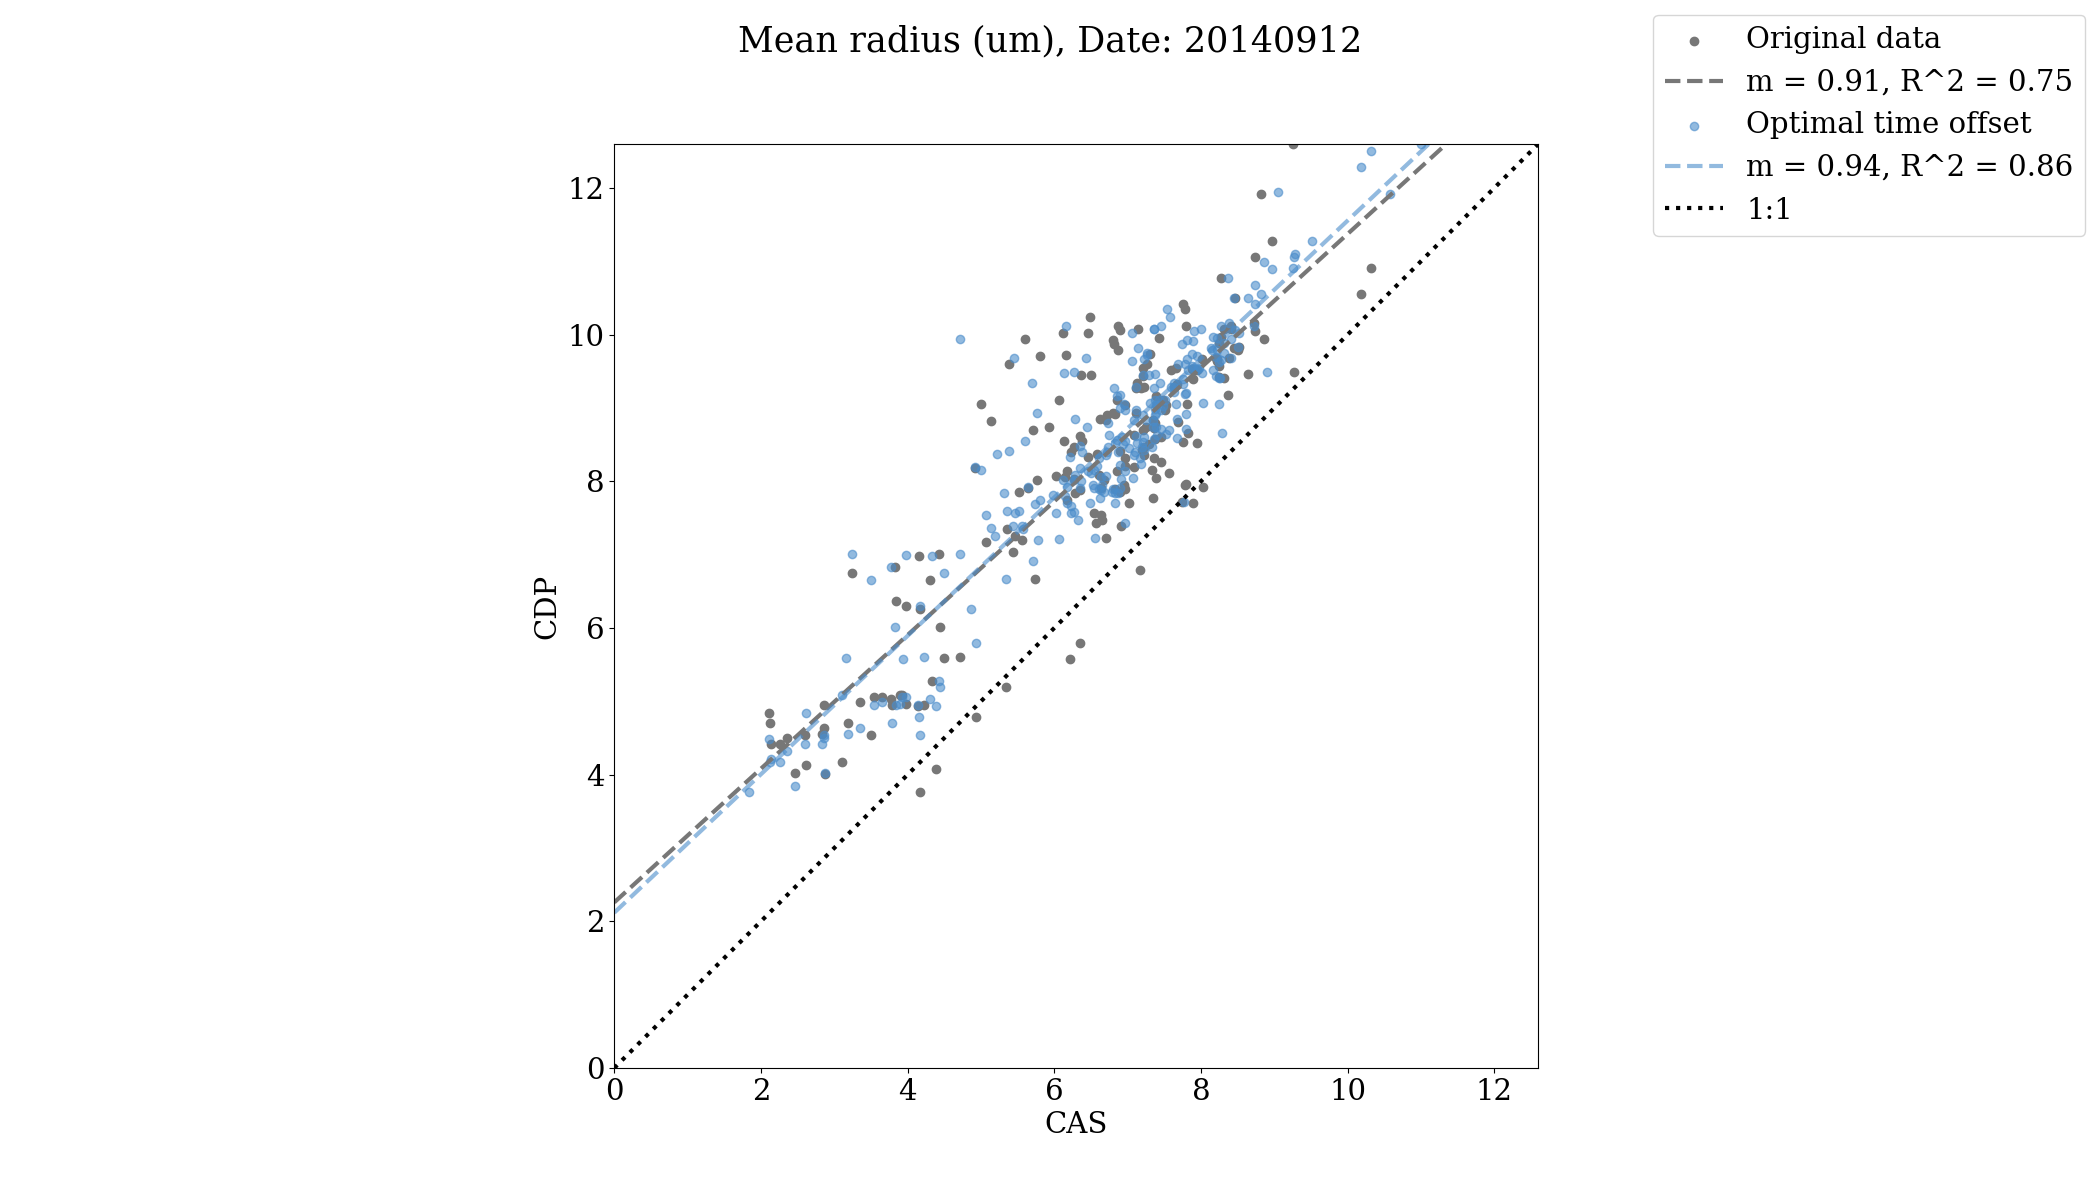 Mean radius (um), Date: 20140912
Original data
m = 0.91, R^2 = 0.75
Optimal time offset
m = 0.94, R^2 = 0.86
1:1
12
10
8
6
4
2
0
CDP
0 2 4 6 8 10 12
CAS